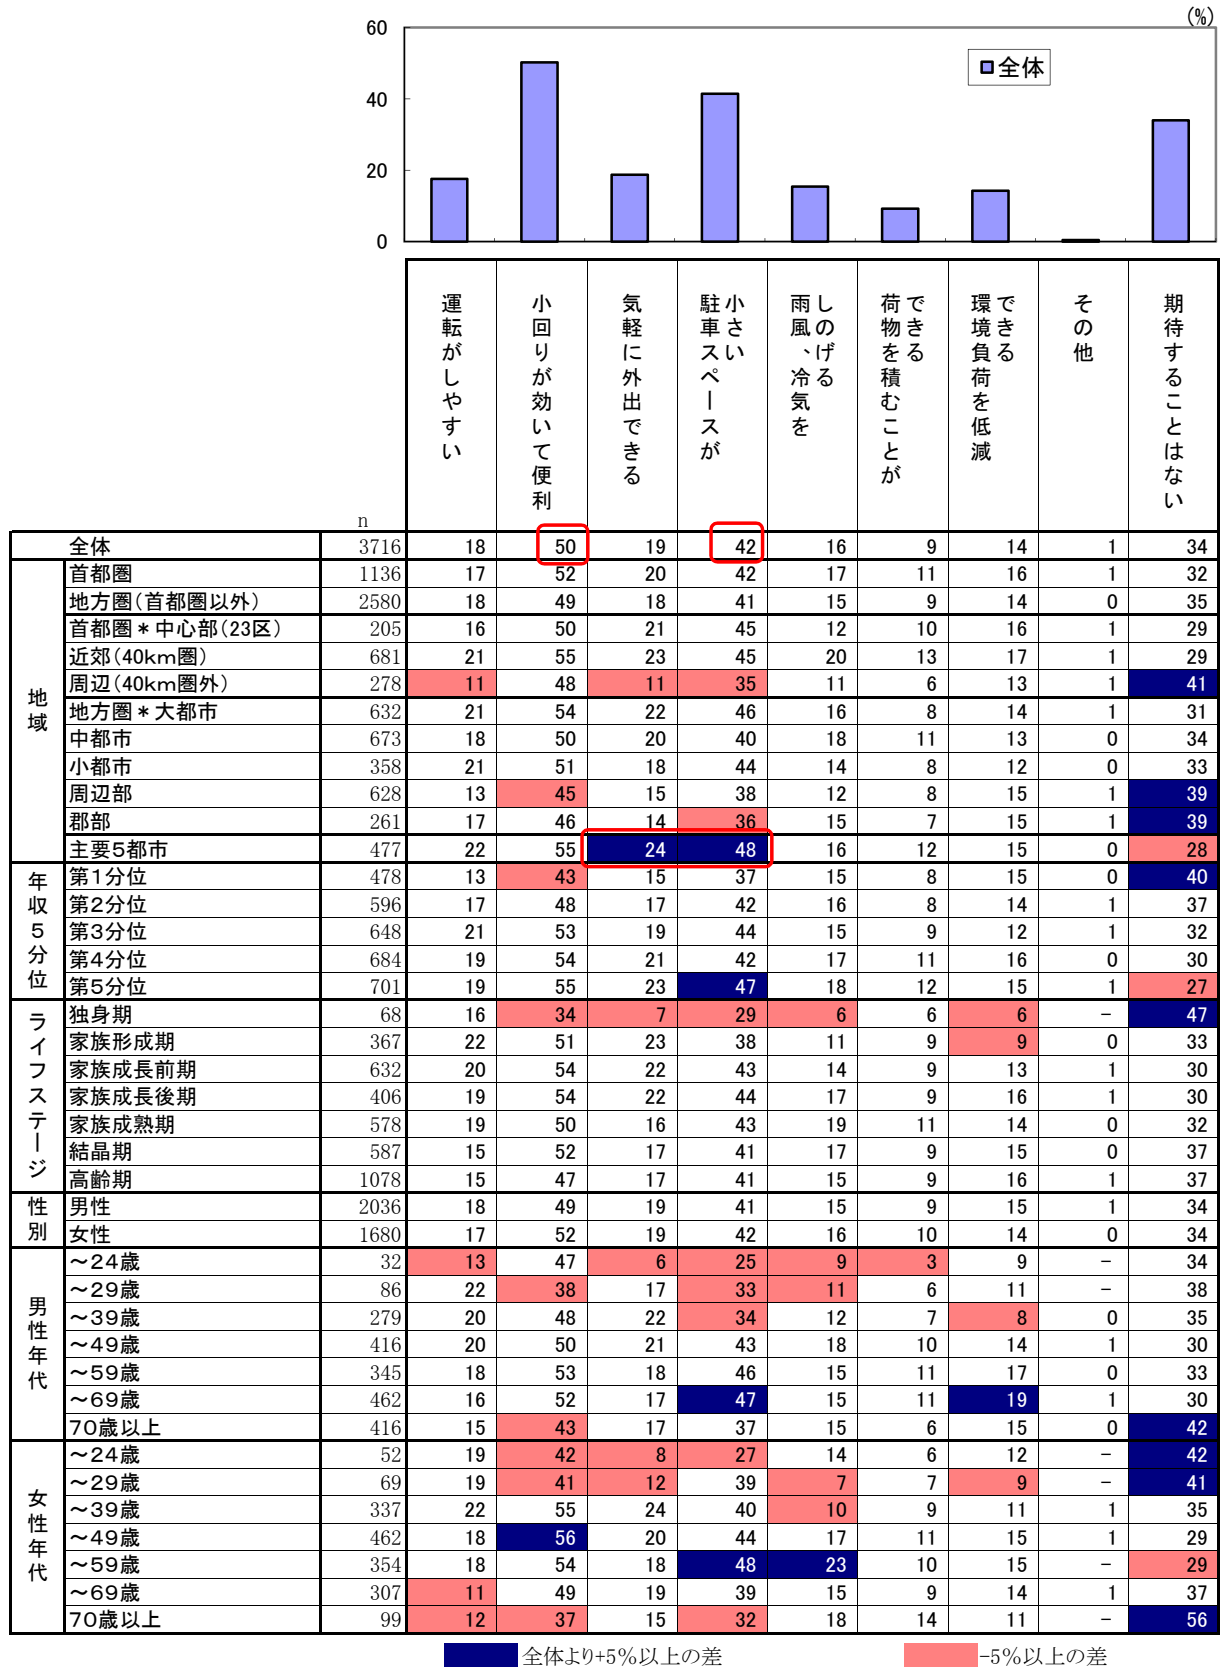 (%)
60
40
20
0
全体
運転がしやすい
小回りが効いて便利
気軽に外出できる
駐車スペースが
小さい
雨風、冷気を
しのげる
荷物を積むことが
できる
環境負荷を低減
できる
その他
期待することはない
n
全体 3716 18 50 19 42 16 9 14 1 34
地域
首都圏 1136 17 52 20 42 17 11 16 1 32
地方圏(首都圏以外) 2580 18 49 18 41 15 9 14 0 35
首都圏*中心部(23区) 205 16 50 21 45 12 10 16 1 29
近郊(40km圏) 681 21 55 23 45 20 13 17 1 29
周辺(40km圏外) 278 11 48 11 35 11 6 13 1 41
地方圏*大都市 632 21 54 22 46 16 8 14 1 31
中都市 673 18 50 20 40 18 11 13 0 34
小都市 358 21 51 18 44 14 8 12 0 33
周辺部 628 13 45 15 38 12 8 15 1 39
郡部 261 17 46 14 36 15 7 15 1 39
主要5都市 477 22 55 24 48 16 12 15 0 28
年収5分位
第1分位 478 13 43 15 37 15 8 15 0 40
第2分位 596 17 48 17 42 16 8 14 1 37
第3分位 648 21 53 19 44 15 9 12 1 32
第4分位 684 19 54 21 42 17 11 16 0 30
第5分位 701 19 55 23 47 18 12 15 1 27
ライフステージ
独身期 68 16 34 7 29 6 6 6 − 47
家族形成期 367 22 51 23 38 11 9 9 0 33
家族成長前期 632 20 54 22 43 14 9 13 1 30
家族成長後期 406 19 54 22 44 17 9 16 1 30
家族成熟期 578 19 50 16 43 19 11 14 0 32
結晶期 587 15 52 17 41 17 9 15 0 37
高齢期 1078 15 47 17 41 15 9 16 1 37
性別
男性 2036 18 49 19 41 15 9 15 1 34
女性 1680 17 52 19 42 16 10 14 0 34
男性年代
～24歳 32 13 47 6 25 9 3 9 − 34
～29歳 86 22 38 17 33 11 6 11 − 38
～39歳 279 20 48 22 34 12 7 8 0 35
～49歳 416 20 50 21 43 18 10 14 1 30
～59歳 345 18 53 18 46 15 11 17 0 33
～69歳 462 16 52 17 47 15 11 19 1 30
70歳以上 416 15 43 17 37 15 6 15 0 42
女性年代
～24歳 52 19 42 8 27 14 6 12 − 42
～29歳 69 19 41 12 39 7 7 9 − 41
～39歳 337 22 55 24 40 10 9 11 1 35
～49歳 462 18 56 20 44 17 11 15 1 29
～59歳 354 18 54 18 48 23 10 15 − 29
～69歳 307 11 49 19 39 15 9 14 1 37
70歳以上 99 12 37 15 32 18 14 11 − 56
全体より+5%以上の差
-5%以上の差